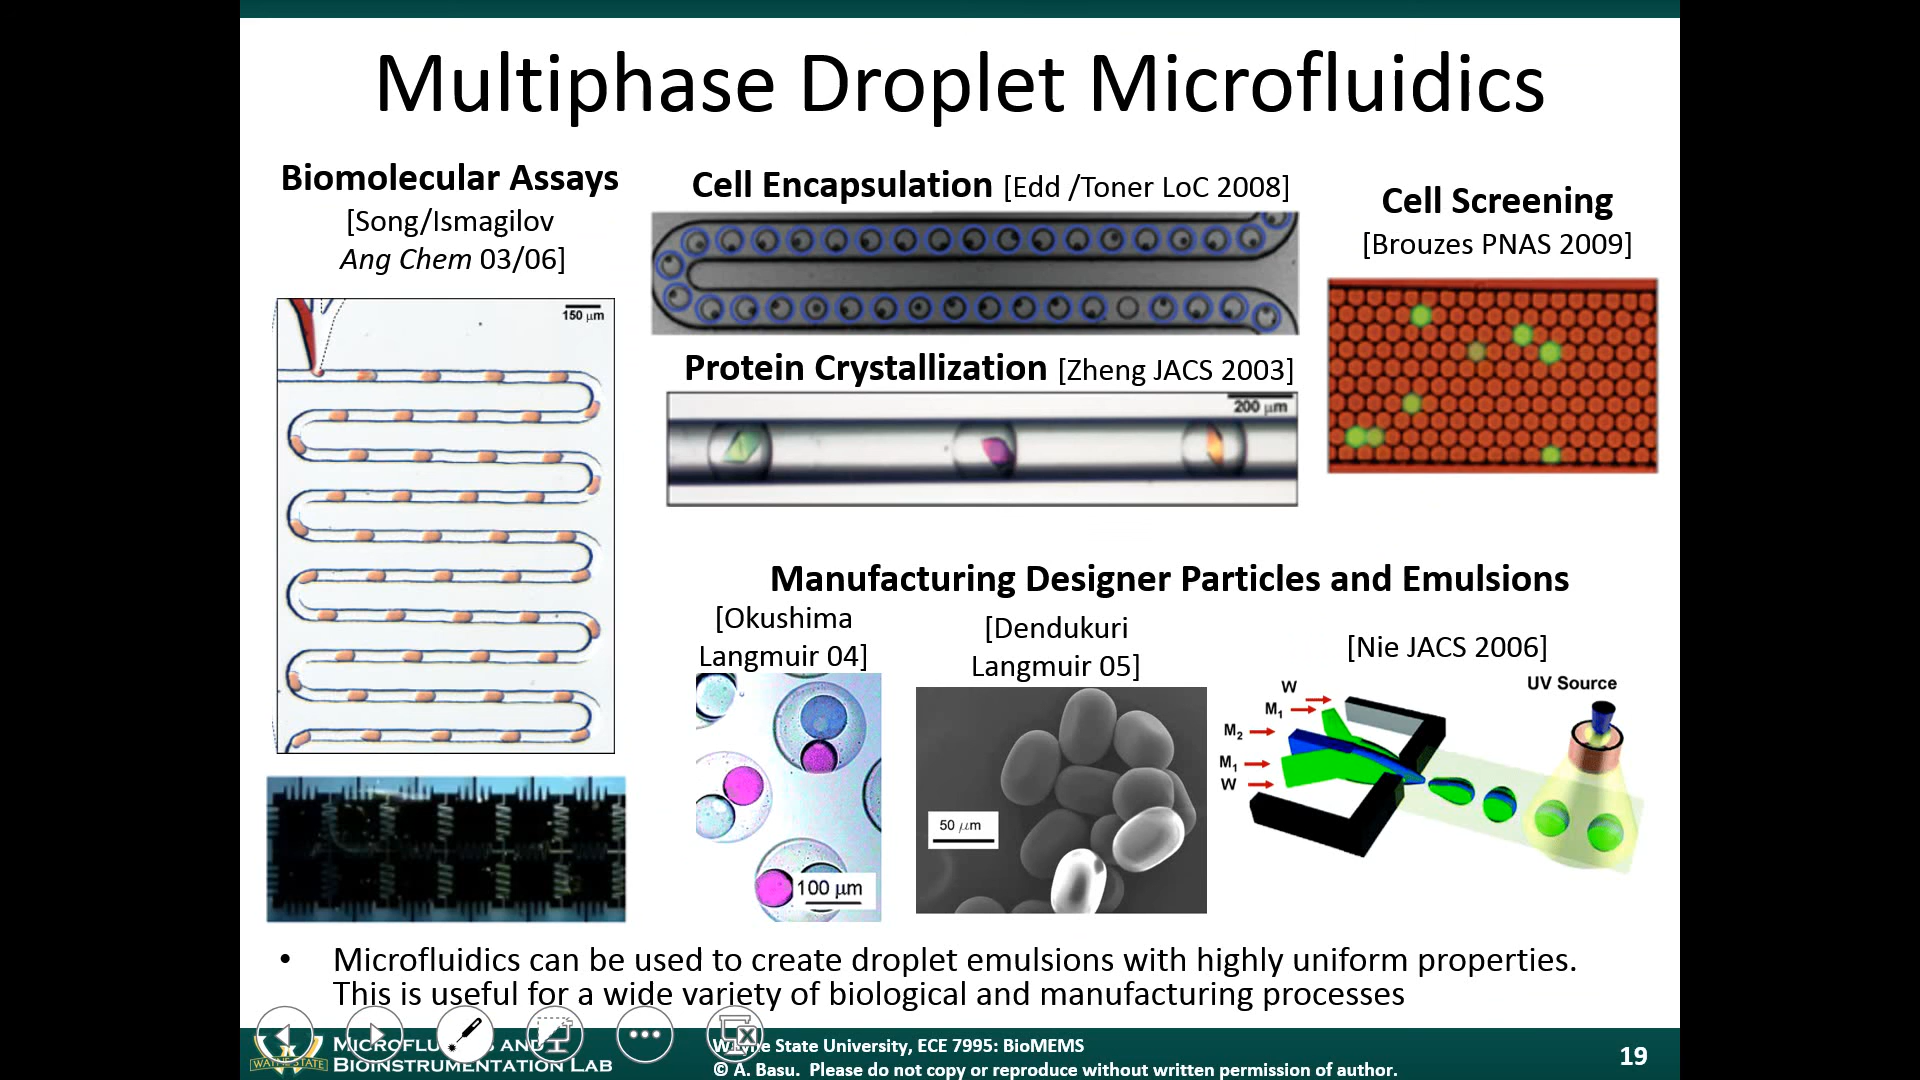 Multiphase Droplet Microfluidics
Biomolecular Assays
[Song/Ismagilov
Ang Chem 03/06]
150 µm
Cell Encapsulation [Edd /Toner LoC 2008]
Protein Crystallization [Zheng JACS 2003]
200 µm
Cell Screening
[Brouzes PNAS 2009]
Manufacturing Designer Particles and Emulsions
[Okushima
Langmuir 04]
100 µm
[Dendukuri
Langmuir 05]
50 µm
[Nie JACS 2006]
UV Source
W
M1
M2
M1
W
• Microfluidics can be used to create droplet emulsions with highly uniform properties.
This is useful for a wide variety of biological and manufacturing processes
WAYNE STATE
AND
BIOINSTRUMENTATION LAB
State University, ECE 7995: BioMEMS
© A. Basu. Please do not copy or reproduce without written permission of author.
19